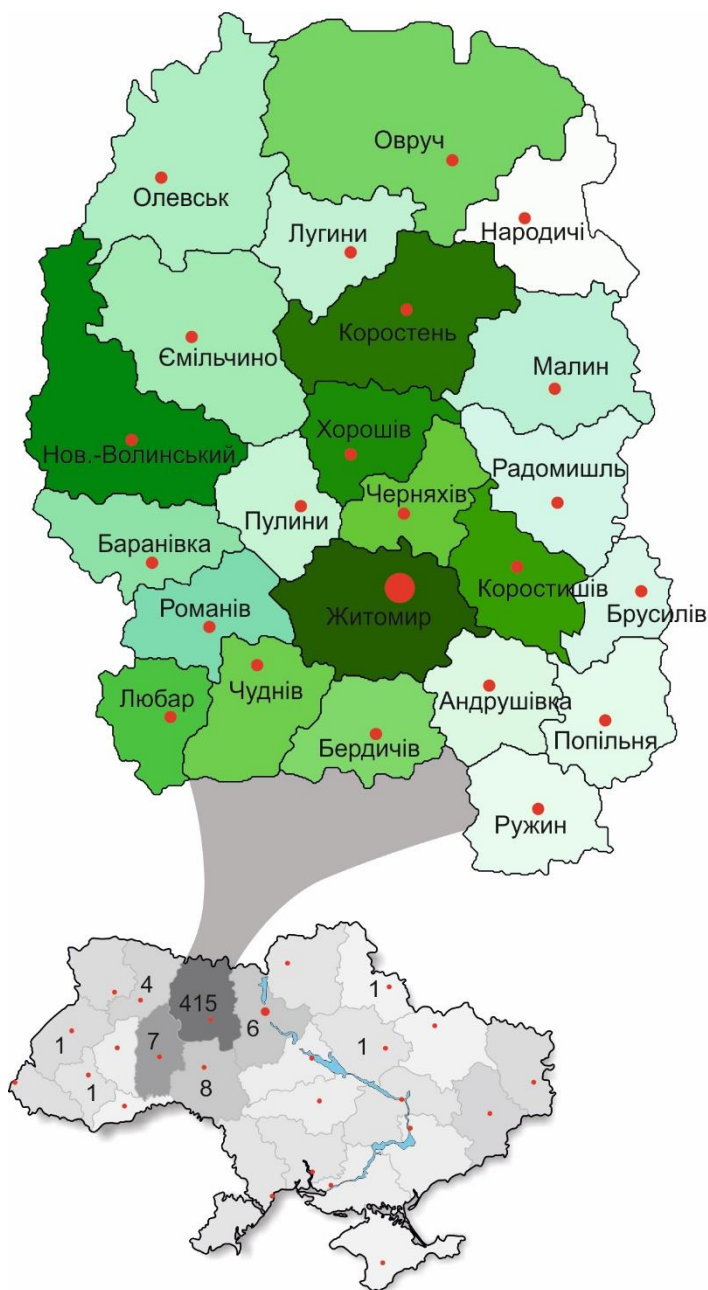 Овруч
Олевськ
Народичі
Лугини
Коростень
Ємільчино
Малин
Хорошів
Нов.-Волинський
Радомишль
Черняхів
Пулини
Баранівка
Коростишів
Романів
Житомир
Брусилів
Любар
Чуднів
Андрушівка
Бердичів
Попільня
Ружин
4
1
415
6
1
7
1
1
8